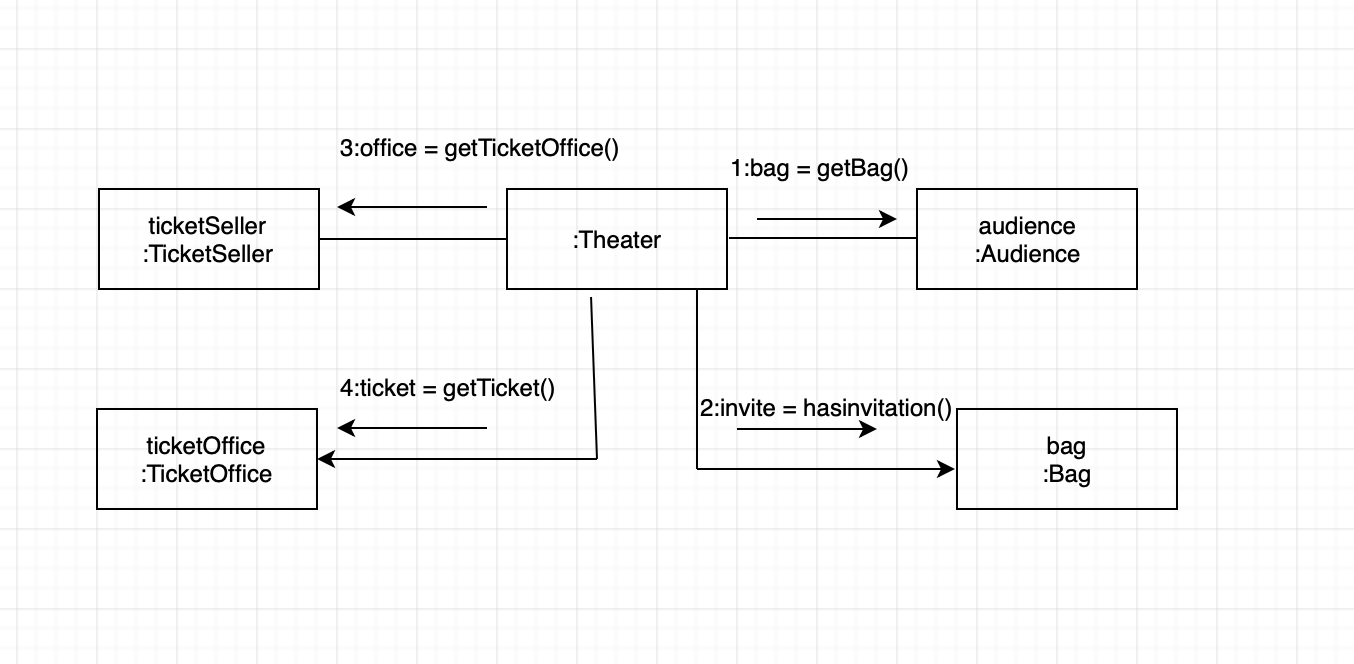 3:office = getTicketOffice()
1:bag = getBag()
ticketSeller
:TicketSeller
:Theater
audience
:Audience
4:ticket = getTicket()
2:invite = hasinvitation()
ticketOffice
:TicketOffice
bag
:Bag